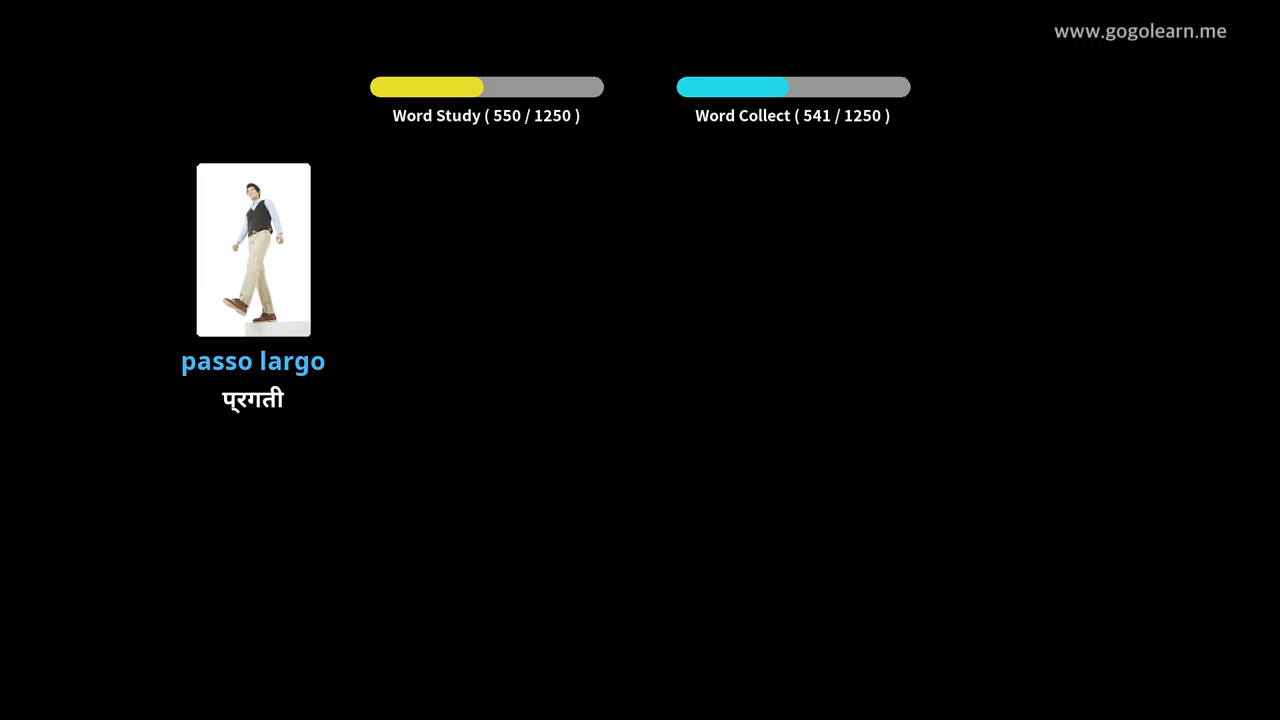 www.gogolearn.me
Word Study ( 550 / 1250 )
Word Collect ( 541 / 1250 )
passo largo
प्रगती